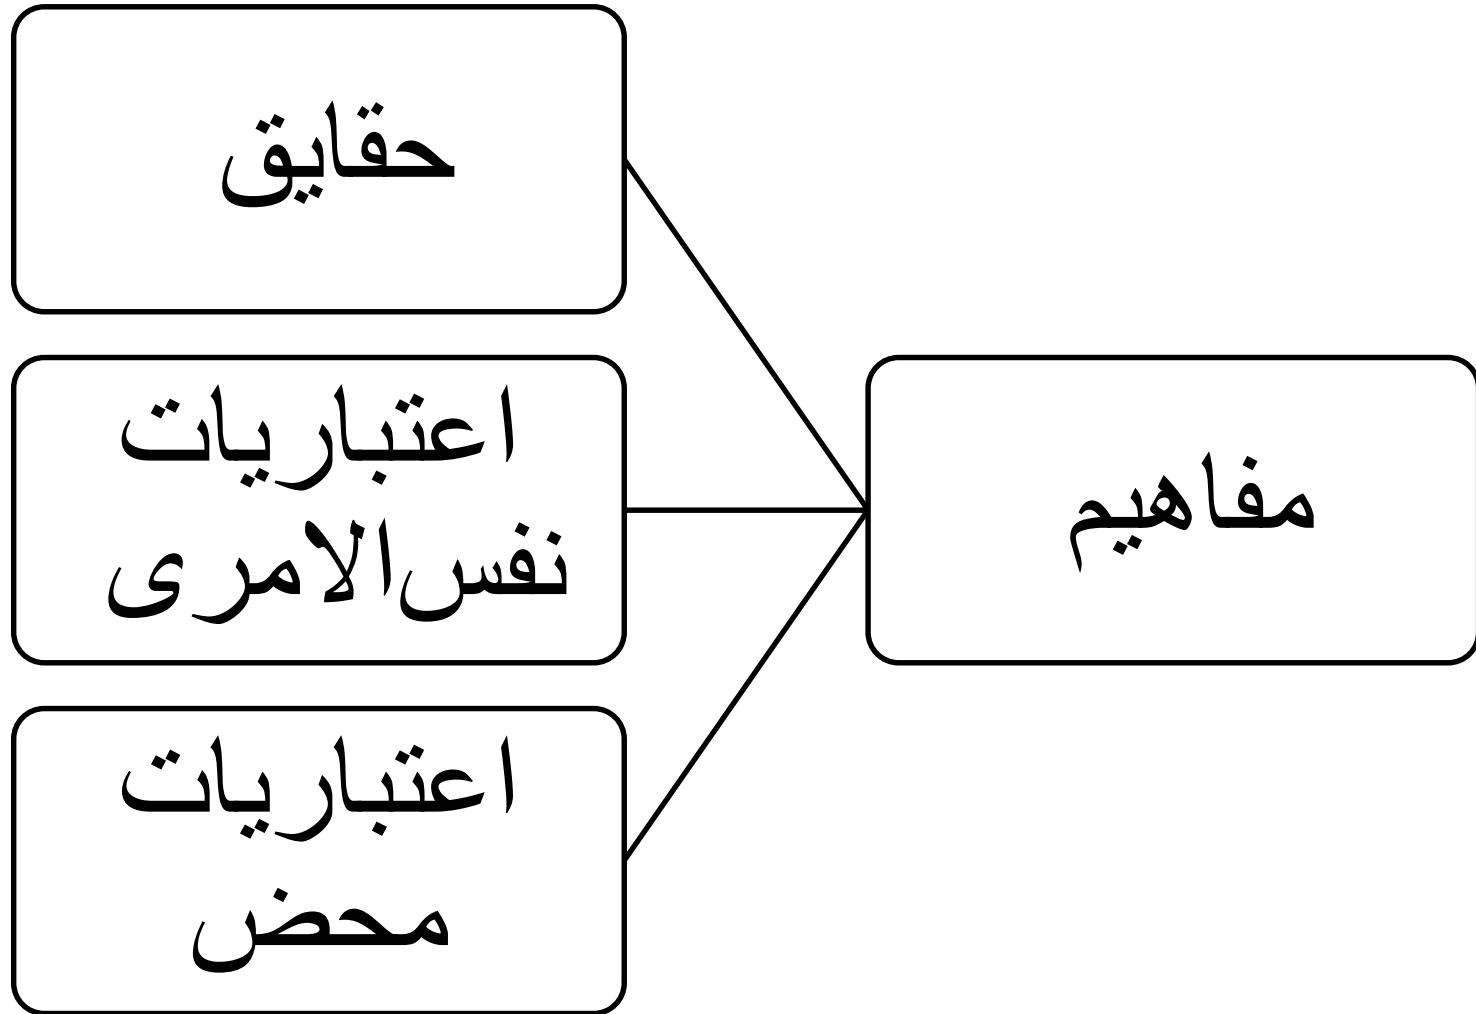 مفاهیم
حقایق
اعتباریات
نفس‌الامری
اعتباریات
محض